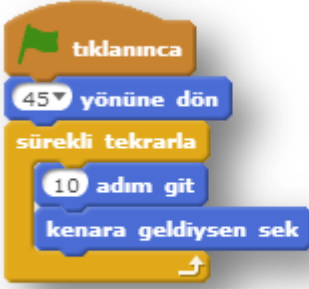 tıklanınca
45 yönüne dön
sürekli tekrarla
10 adım git
kenara geldiysen sek